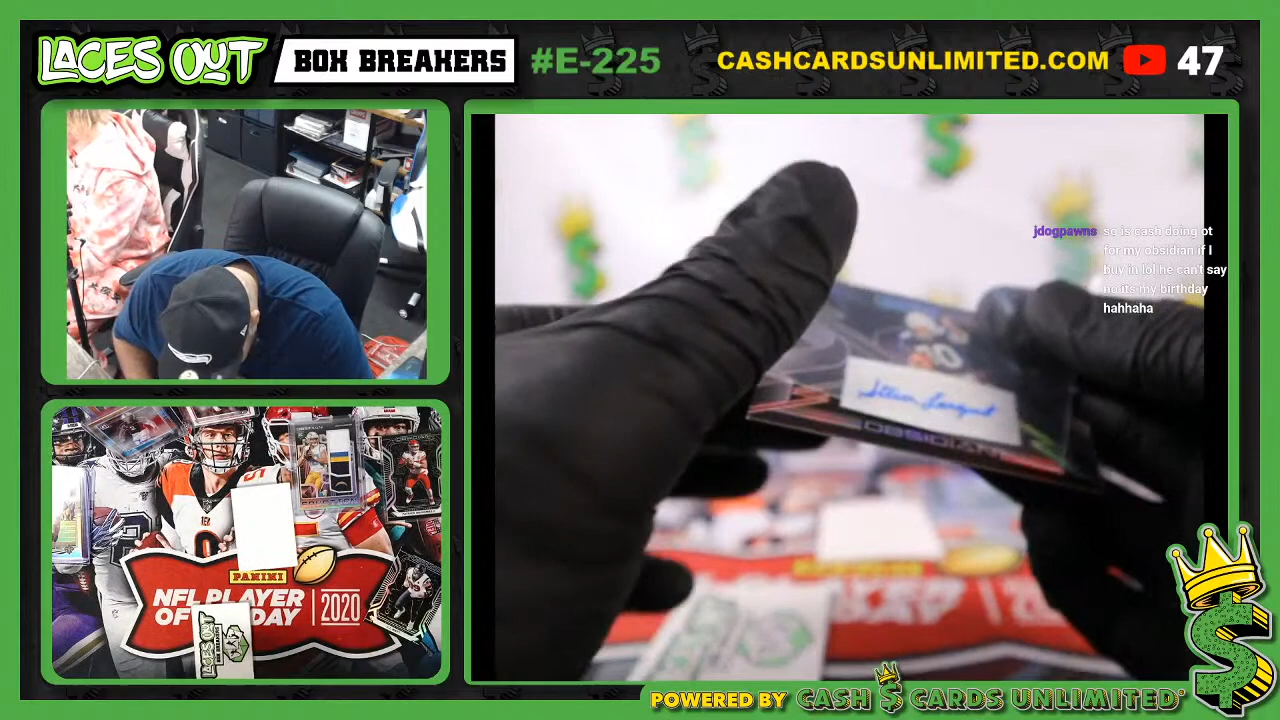 LACES OUT
BOX BREAKERS
#E-225
CASHCARDSUNLIMITED.COM
47
jdogpawns so is cash doing ot
for my obsidian if I
buy in lol he can't say
no its my birthday
hahhaha
OBSIDIAN
PANINI
NFL PLAYER
OF THE DAY
2020
LACES OUT
POWERED BY CASH $ CARDS UNLIMITED